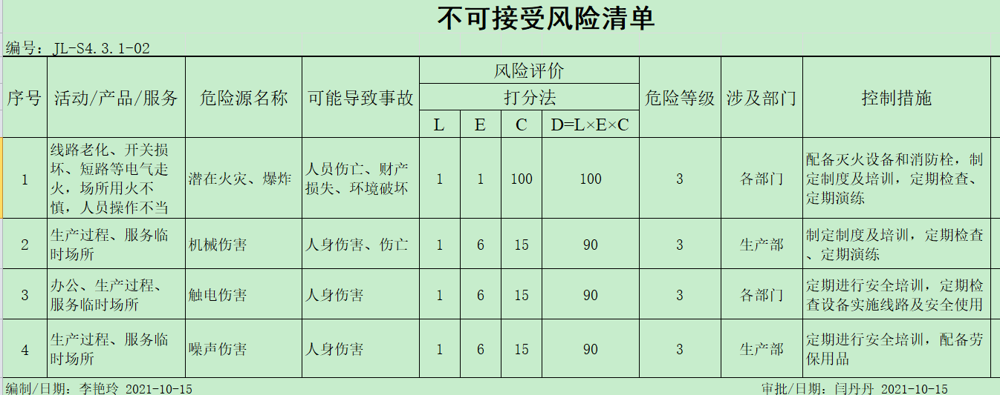 不可接受风险清单
编号：JL-S4.3.1-02
序号 活动/产品/服务 危险源名称 可能导致事故 风险评价 危险等级 涉及部门 控制措施
打分法
L E C D=L×E×C
1 线路老化、开关损 潜在火灾、爆炸 人员伤亡、财产 1 1 100 100 3 各部门 配备灭火设备和消防栓，制
坏、短路等电气走 损失、环境破坏 定制度及培训，定期检查、
火，场所用火不 定期演练
慎，人员操作不当
2 生产过程、服务临 机械伤害 人身伤害、伤亡 1 6 15 90 3 生产部 制定制度及培训，定期检查
时场所 、定期演练
3 办公、生产过程、 触电伤害 人身伤害 1 6 15 90 3 各部门 定期进行安全培训，定期检
服务临时场所 查设备实施线路及安全使用
4 生产过程、服务临 噪声伤害 人身伤害 1 6 15 90 3 生产部 定期进行安全培训，配备劳
时场所 保用品
编制/日期：李艳玲 2021-10-15 审批/日期：闫丹丹 2021-10-15